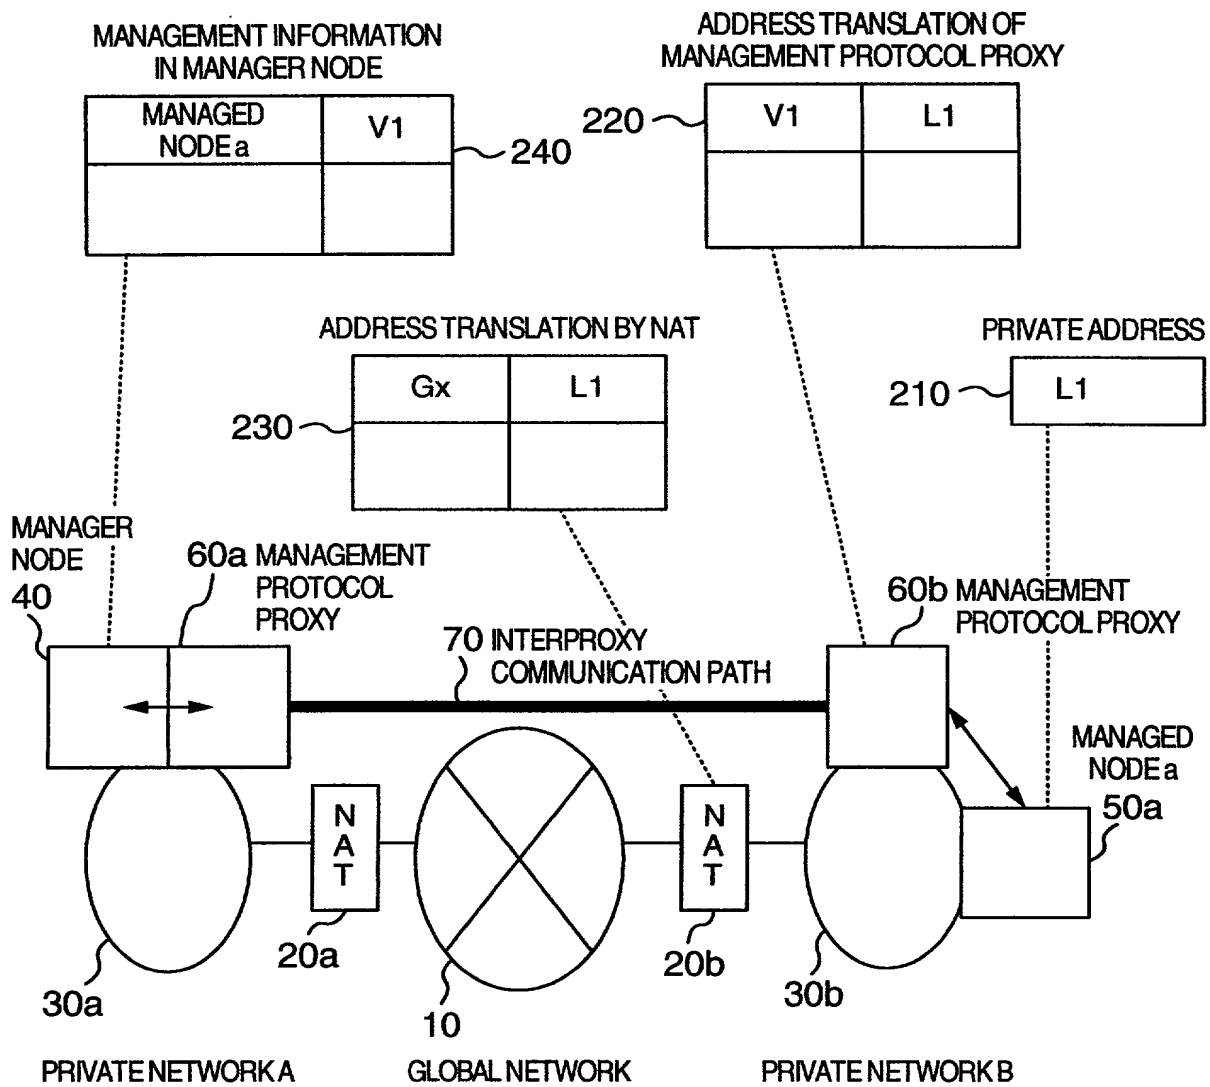 MANAGEMENT INFORMATION
IN MANAGER NODE
MANAGED
NODE a
V1
240
ADDRESS TRANSLATION OF
MANAGEMENT PROTOCOL PROXY
220
V1
L1
ADDRESS TRANSLATION BY NAT
Gx
L1
230
PRIVATE ADDRESS
210
L1
MANAGER
NODE
40
60a MANAGEMENT
PROTOCOL
PROXY
70 INTERPROXY
COMMUNICATION PATH
60b MANAGEMENT
PROTOCOL PROXY
MANAGED
NODE a
50a
N
A
T
N
A
T
20a
20b
30a
10
30b
PRIVATE NETWORK A
GLOBAL NETWORK
PRIVATE NETWORK B